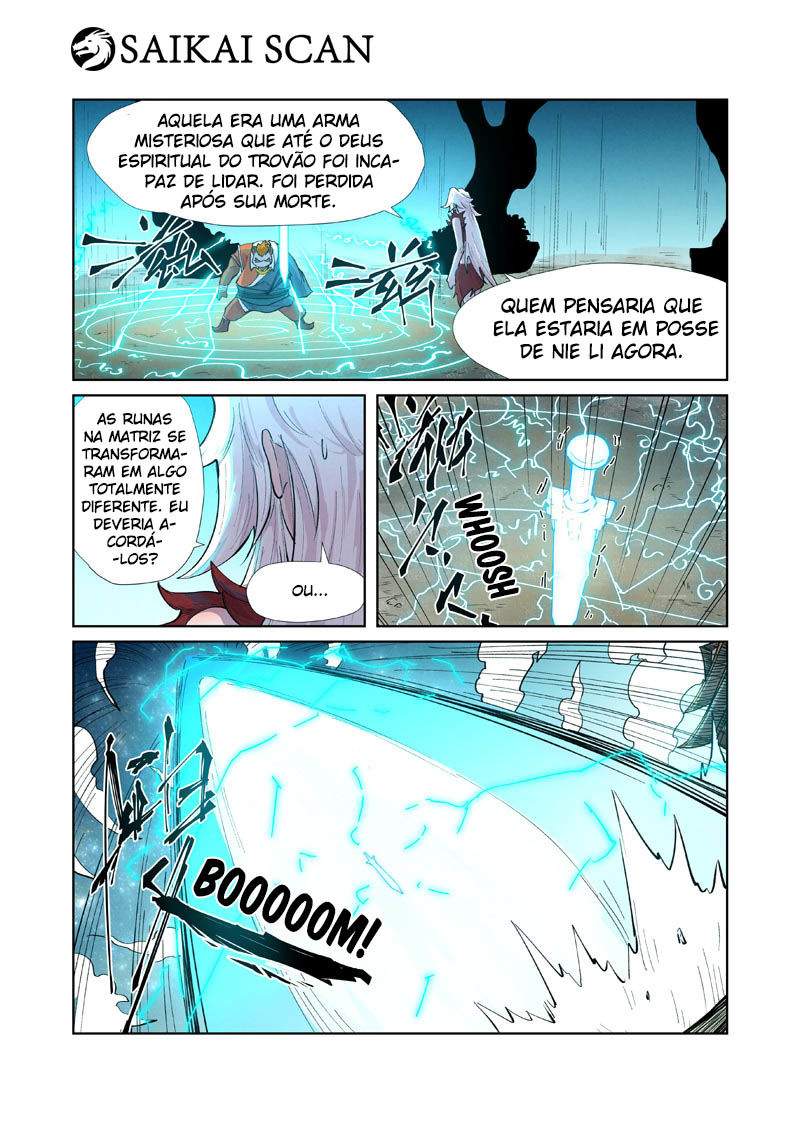 SAIKAI SCAN
AQUELA ERA UMA ARMA
MISTERIOSA QUE ATÉ O DEUS
ESPIRITUAL DO TROVÃO FOI INCA-
PAZ DE LIDAR. FOI PERDIDA
APÓS SUA MORTE.
QUEM PENSARIA QUE
ELA ESTARIA EM POSSE
DE NIE LI AGORA.
AS RUNAS
NA MATRIZ SE
TRANSFORMA-
RAM EM ALGO
TOTALMENTE
DIFERENTE. EU
DEVERIA A-
CORDÁ-
-LOS?
OU...
WHOOSH
BOOOOOM!